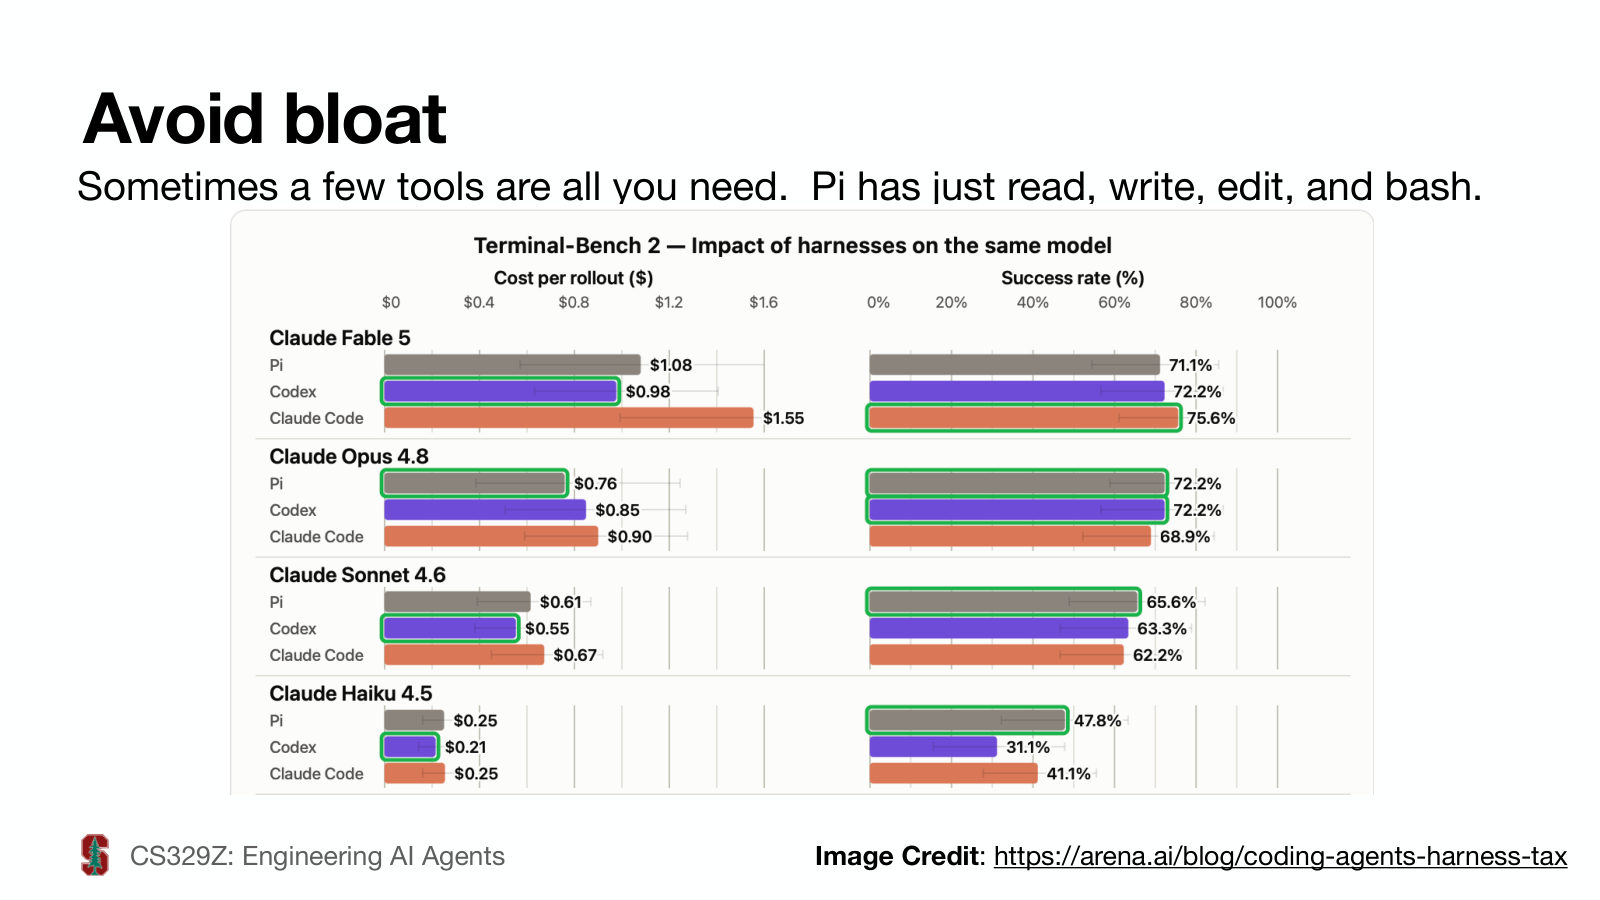 Avoid bloat
Sometimes a few tools are all you need.  Pi has just read, write, edit, and bash.
Terminal-Bench 2 — Impact of harnesses on the same model
Cost per rollout ($) Success rate (%)
$0 $0.4 $0.8 $1.2 $1.6 0% 20% 40% 60% 80% 100%
Claude Fable 5
Pi $1.08 71.1%
Codex $0.98 72.2%
Claude Code $1.55 75.6%
Claude Opus 4.8
Pi $0.76 72.2%
Codex $0.85 72.2%
Claude Code $0.90 68.9%
Claude Sonnet 4.6
Pi $0.61 65.6%
Codex $0.55 63.3%
Claude Code $0.67 62.2%
Claude Haiku 4.5
Pi $0.25 47.8%
Codex $0.21 31.1%
Claude Code $0.25 41.1%
CS329Z: Engineering AI Agents Image Credit: https://arena.ai/blog/coding-agents-harness-tax